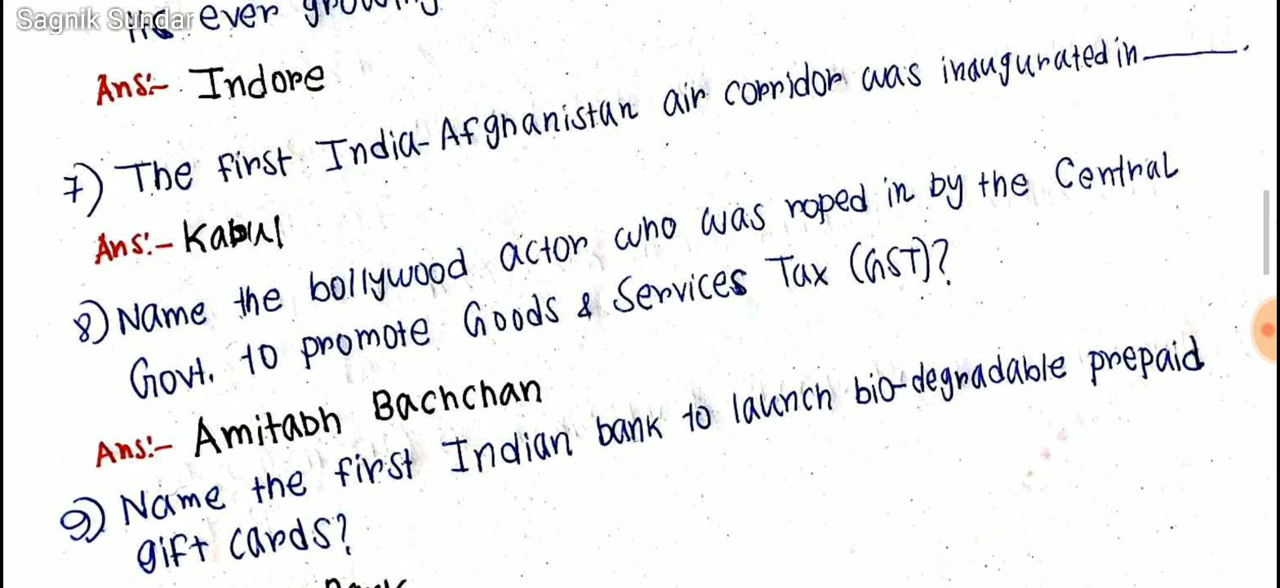 Sagnik Sundar
ever growing
Ans:- Indore
7) The first India-Afghanistan air corridor was inaugurated in ———.
Ans:- Kabul
8) Name the bollywood actor who was roped in by the Central
Govt. to promote Goods & Services Tax (GST)?
Ans:- Amitabh Bachchan
9) Name the first Indian bank to launch bio-degradable prepaid
gift cards?